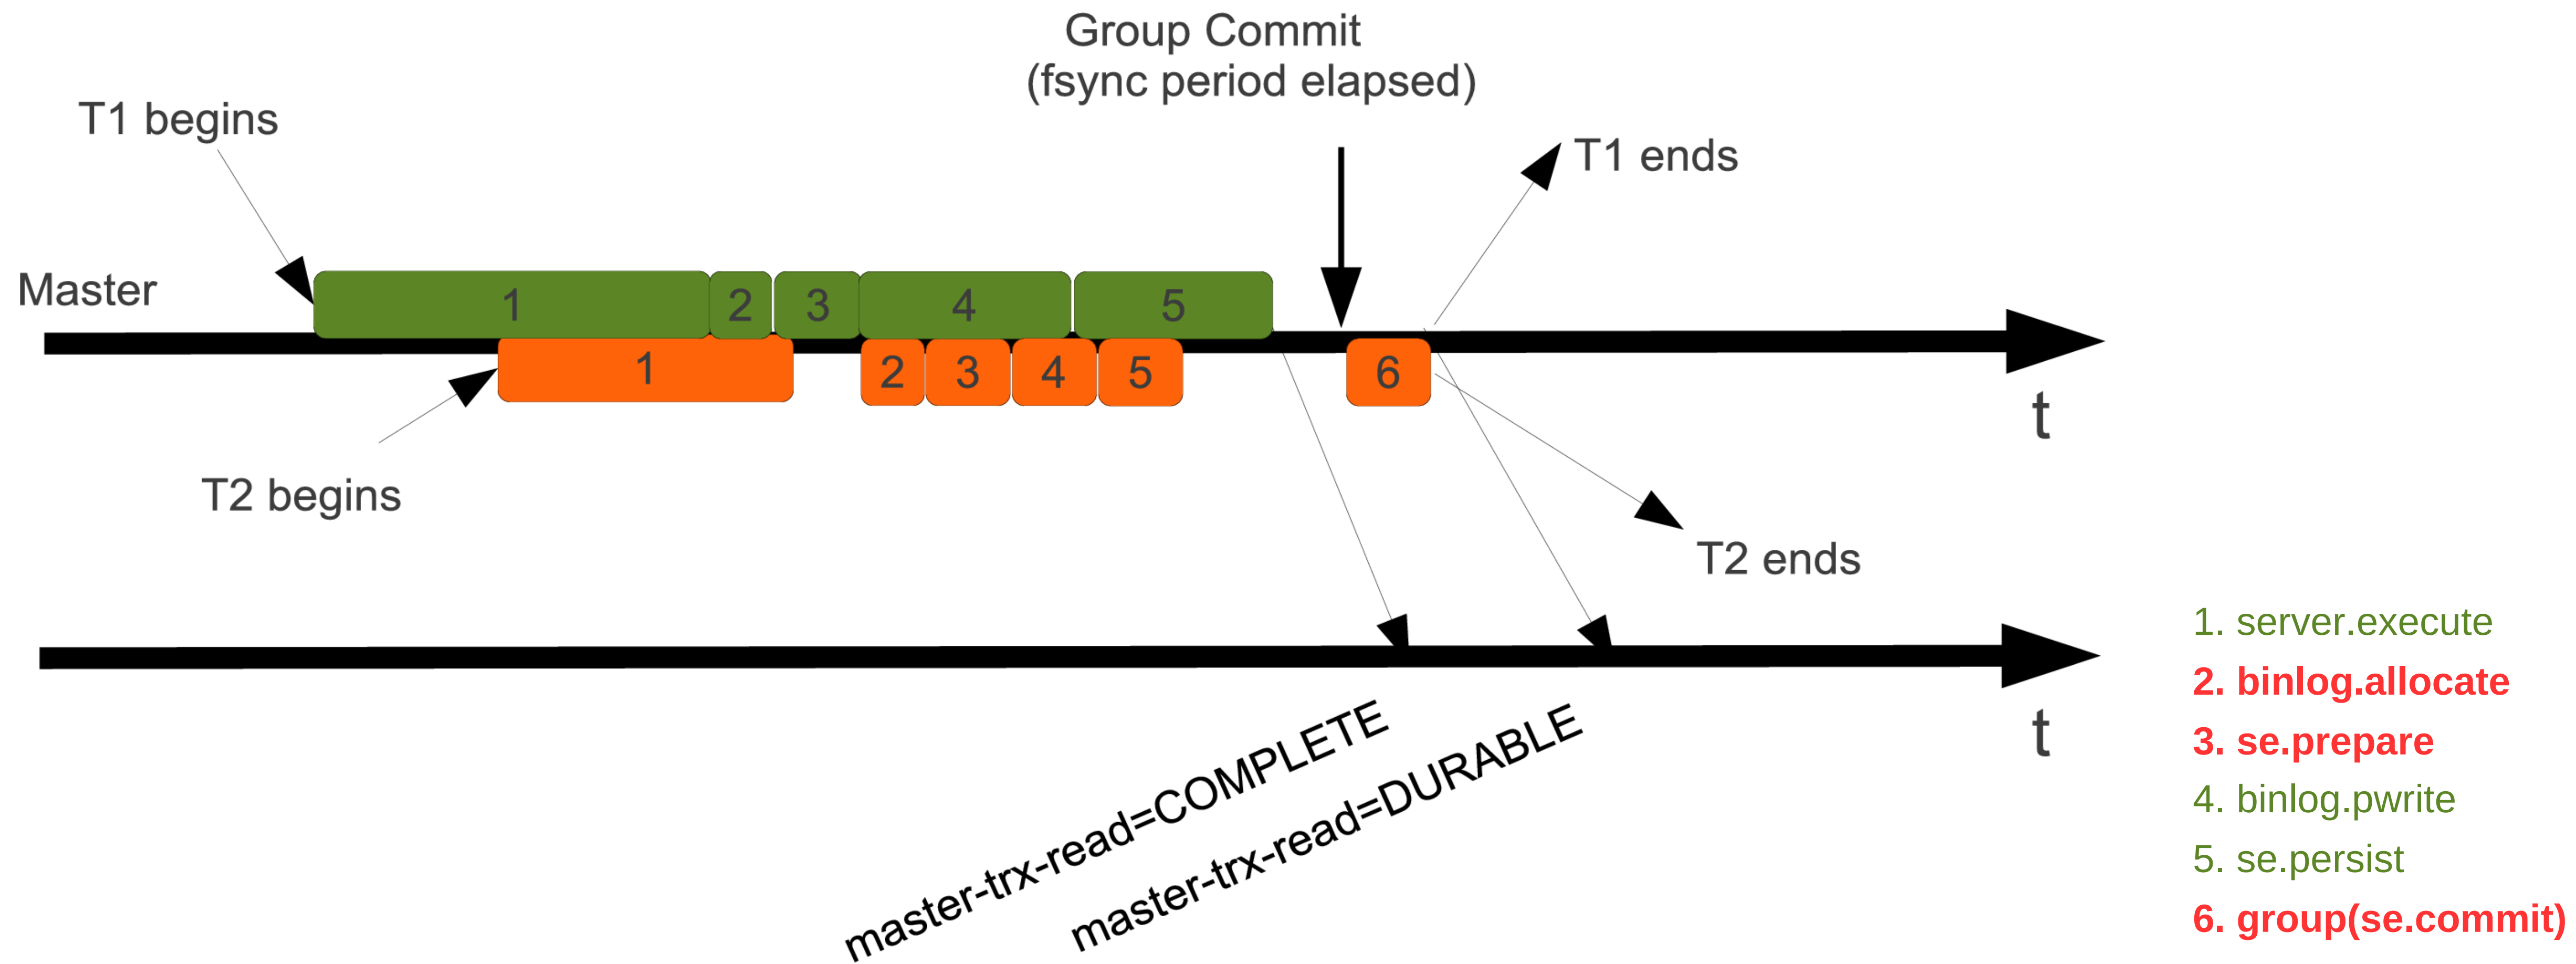 Group Commit
(fsync period elapsed)
T1 begins
T1 ends
Master
1
2
3
4
5
1
2
3
4
5
6
t
T2 begins
T2 ends
1. server.execute
2. binlog.allocate
3. se.prepare
4. binlog.pwrite
5. se.persist
6. group(se.commit)
t
master-trx-read=COMPLETE
master-trx-read=DURABLE